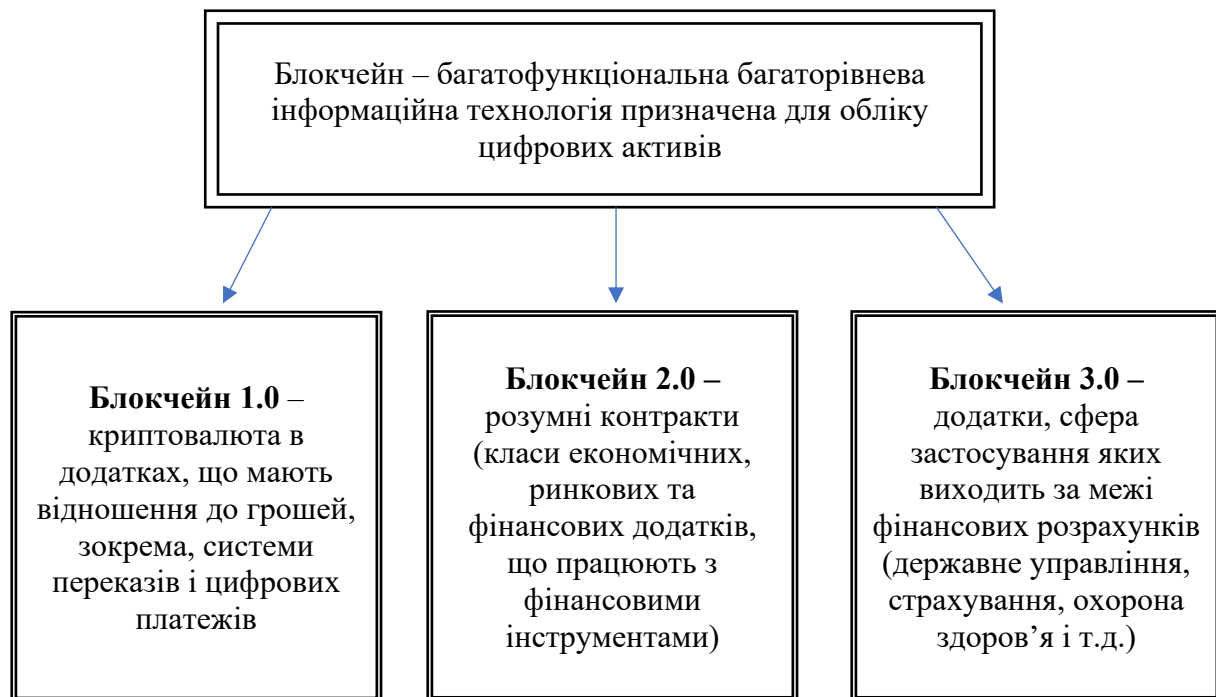 Блокчейн – багатофункціональна багаторівнева
інформаційна технологія призначена для обліку
цифрових активів
Блокчейн 1.0 –
криптовалюта в
додатках, що мають
відношення до грошей,
зокрема, системи
переказів і цифрових
платежів
Блокчейн 2.0 –
розумні контракти
(класи економічних,
ринкових та
фінансових додатків,
що працюють з
фінансовими
інструментами)
Блокчейн 3.0 –
додатки, сфера
застосування яких
виходить за межі
фінансових розрахунків
(державне управління,
страхування, охорона
здоров’я і т.д.)